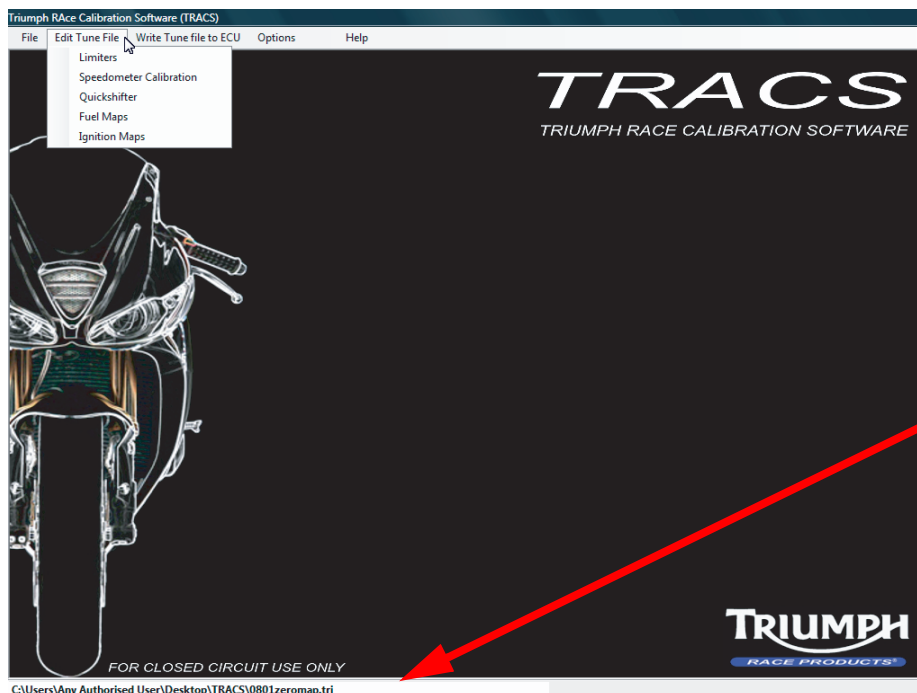 Triumph RAce Calibration Software (TRACS)
File Edit Tune File Write Tune file to ECU Options Help
Limiters
Speedometer Calibration
Quickshifter
Fuel Maps
Ignition Maps
TRACS
TRIUMPH RACE CALIBRATION SOFTWARE
TRIUMPH
RACE PRODUCTS
FOR CLOSED CIRCUIT USE ONLY
C:\Users\Any Authorised User\Desktop\TRACS\0801zeromap.tri